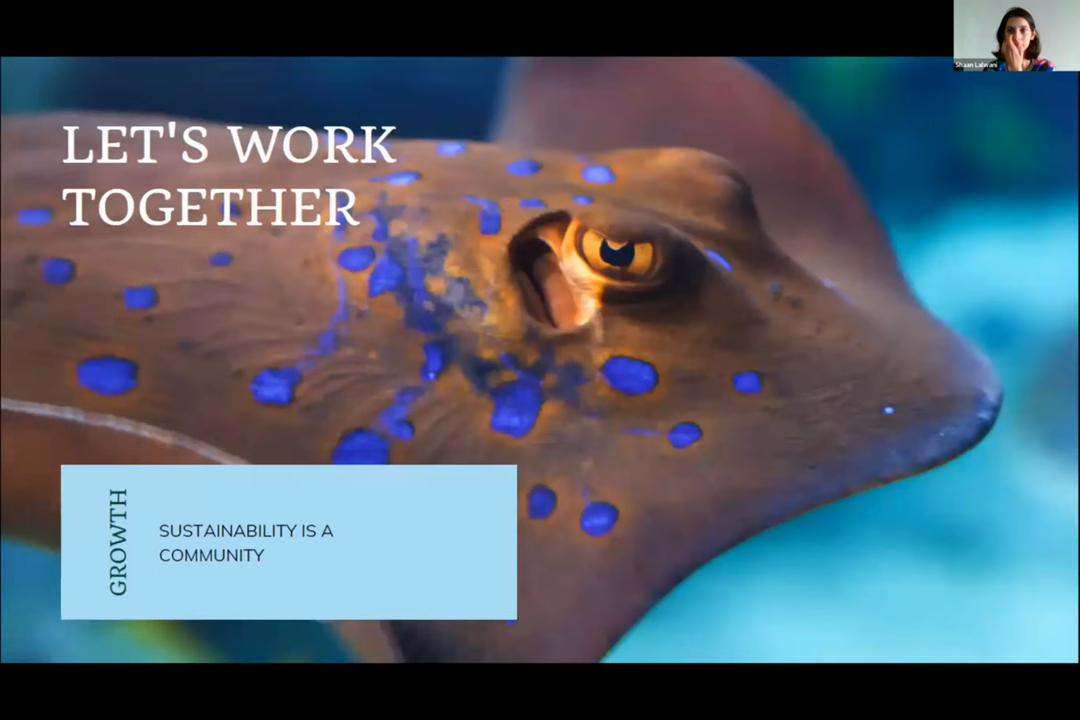 Shaan Lalwani
LET'S WORK
TOGETHER
GROWTH
SUSTAINABILITY IS A
COMMUNITY